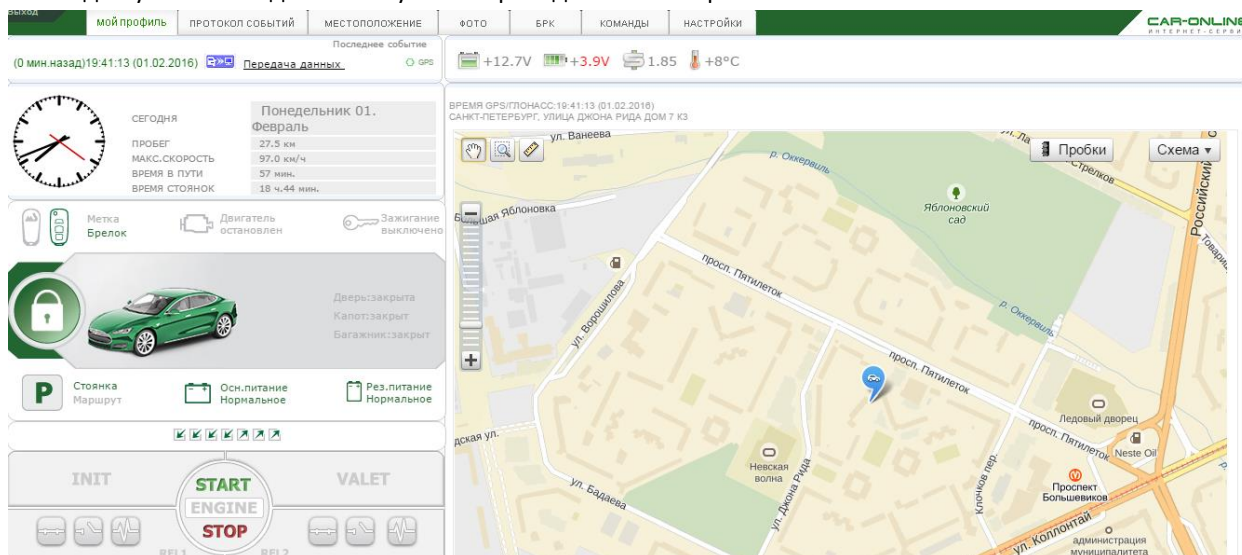 Выход
мой профиль
ПРОТОКОЛ СОБЫТИЙ
МЕСТОПОЛОЖЕНИЕ
ФОТО
БРК
КОМАНДЫ
НАСТРОЙКИ
CAR-ONLINE
ИНТЕРНЕТ-СЕРВИ
Последнее событие
(0 мин.назад)19:41:13 (01.02.2016) Передача данных GPS
+12.7V +3.9V 1.85 +8°C
СЕГОДНЯ Понедельник 01. Февраль
ПРОБЕГ 27.5 км
МАКС.СКОРОСТЬ 97.0 км/ч
ВРЕМЯ В ПУТИ 57 мин.
ВРЕМЯ СТОЯНОК 18 ч.44 мин.
Метка
Брелок
Двигатель
остановлен
Зажигание
выключено
Дверь:закрыта
Капот:закрыт
Багажник:закрыт
P
Стоянка
Маршрут
Осн.питание
Нормальное
Рез.питание
Нормальное
INIT
START
ENGINE
STOP
VALET
REL1
REL2
ВРЕМЯ GPS/ГЛОНАСС:19:41:13 (01.02.2016)
САНКТ-ПЕТЕРБУРГ, УЛИЦА ДЖОНА РИДА ДОМ 7 К3
Пробки
Схема
ул. Ванеева
р. Оккервиль
Яблоновский
сад
Российский
Большая Яблоновка
просп. Пятилеток
ул. Ворошилова
р. Оккервиль
просп. Пятилеток
Ледовый дворец
просп. Пятилеток
Neste Oil
Невская
волна
ул. Джона Рида
ул. Бадаева
Клочков пер.
Проспект
Большевиков
ул. Коллонтай
администрация
муниципалитета